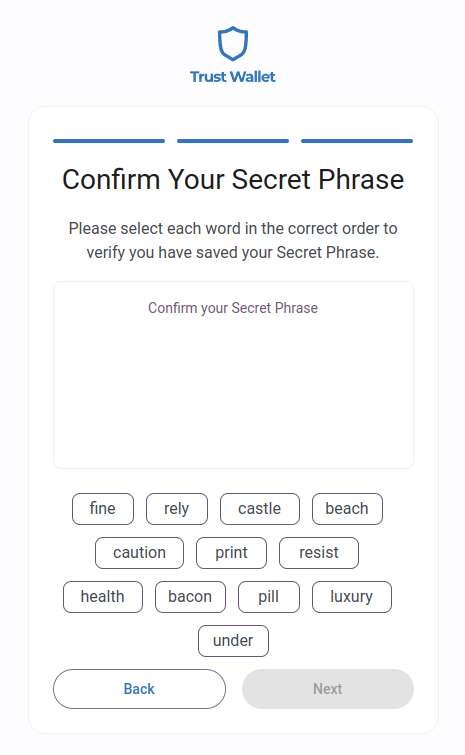 Trust Wallet
Confirm Your Secret Phrase
Please select each word in the correct order to
verify you have saved your Secret Phrase.
Confirm your Secret Phrase
fine rely castle beach
caution print resist
health bacon pill luxury
under
Back Next